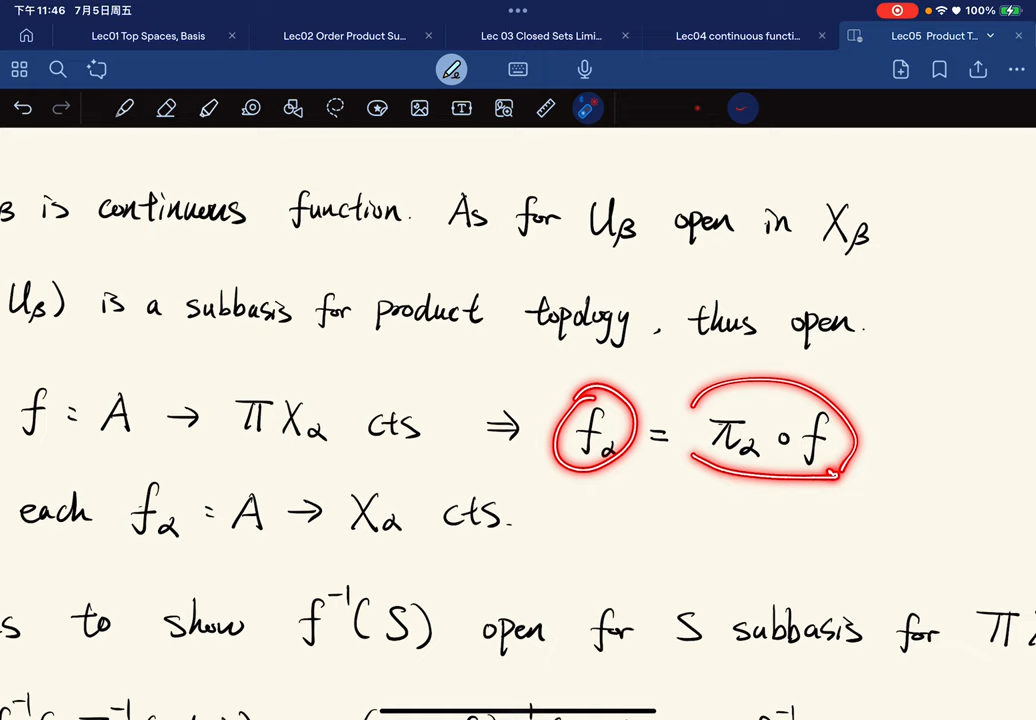 下午11:46 7月5日周五
100%
Lec01 Top Spaces, Basis
Lec02 Order Product Su...
Lec 03 Closed Sets Limi...
Lec04 continuous functi...
Lec05 Product T...
β is continuous function. As for Uβ open in Xβ
Uβ) is a subbasis for product topology, thus open.
f : A → πXα cts ⇒ fα = πα ∘ f
each fα : A → Xα cts.
s to show f⁻¹(S) open for S subbasis for π